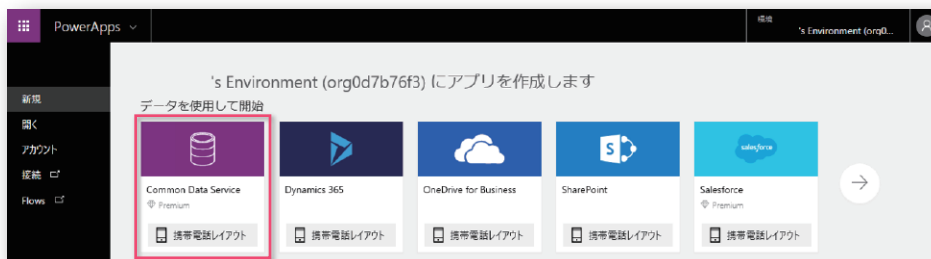 PowerApps
環境
's Environment (org0...
's Environment (org0d7b76f3) にアプリを作成します
新規
開く
アカウント
接続
Flows
データを使用して開始
Common Data Service
Premium
携帯電話レイアウト
Dynamics 365
携帯電話レイアウト
OneDrive for Business
携帯電話レイアウト
S
SharePoint
携帯電話レイアウト
salesforce
Salesforce
Premium
携帯電話レイアウト